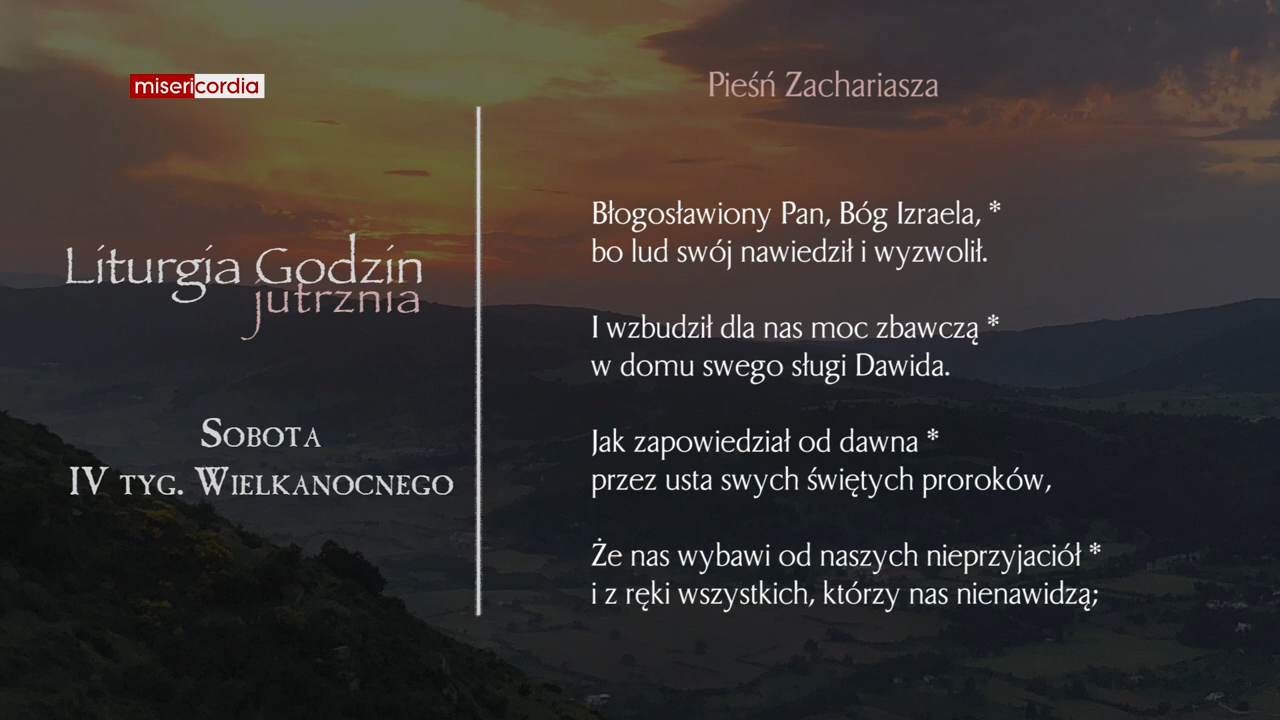 misericordia
Liturgia Godzin
jutrznia
Sobota
IV tyg. Wielkanocnego
Pieśń Zachariasza
Błogosławiony Pan, Bóg Izraela, *
bo lud swój nawiedził i wyzwolił.
I wzbudził dla nas moc zbawczą *
w domu swego sługi Dawida.
Jak zapowiedział od dawna *
przez usta swych świętych proroków,
Że nas wybawi od naszych nieprzyjaciół *
i z ręki wszystkich, którzy nas nienawidzą;